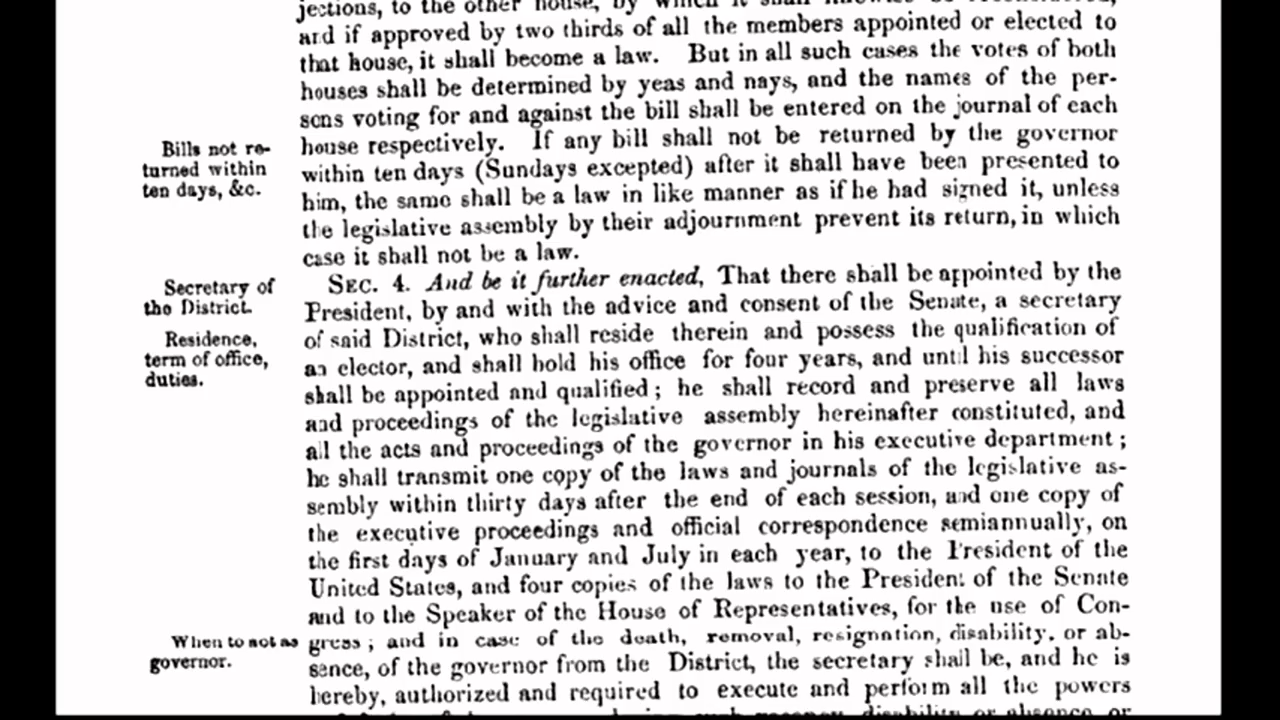 jections, to the other house, by which it shall likewise be reconsidered,
and if approved by two thirds of all the members appointed or elected to
that house, it shall become a law. But in all such cases the votes of both
houses shall be determined by yeas and nays, and the names of the per-
sons voting for and against the bill shall be entered on the journal of each
Bills not re-
turned within
ten days, &c.
house respectively. If any bill shall not be returned by the governor
within ten days (Sundays excepted) after it shall have been presented to
him, the same shall be a law in like manner as if he had signed it, unless
the legislative assembly by their adjournment prevent its return, in which
case it shall not be a law.
Secretary of
the District.
Residence,
term of office,
duties.
SEC. 4. And be it further enacted, That there shall be appointed by the
President, by and with the advice and consent of the Senate, a secretary
of said District, who shall reside therein and possess the qualification of
an elector, and shall hold his office for four years, and until his successor
shall be appointed and qualified; he shall record and preserve all laws
and proceedings of the legislative assembly hereinafter constituted, and
all the acts and proceedings of the governor in his executive department;
he shall transmit one copy of the laws and journals of the legislative as-
sembly within thirty days after the end of each session, and one copy of
the executive proceedings and official correspondence semiannually, on
the first days of January and July in each year, to the President of the
United States, and four copies of the laws to the President of the Senate
and to the Speaker of the House of Representatives, for the use of Con-
When to act as
governor.
gress; and in case of the death, removal, resignation, disability, or ab-
sence, of the governor from the District, the secretary shall be, and he is
hereby, authorized and required to execute and perform all the powers
disability or absence, or